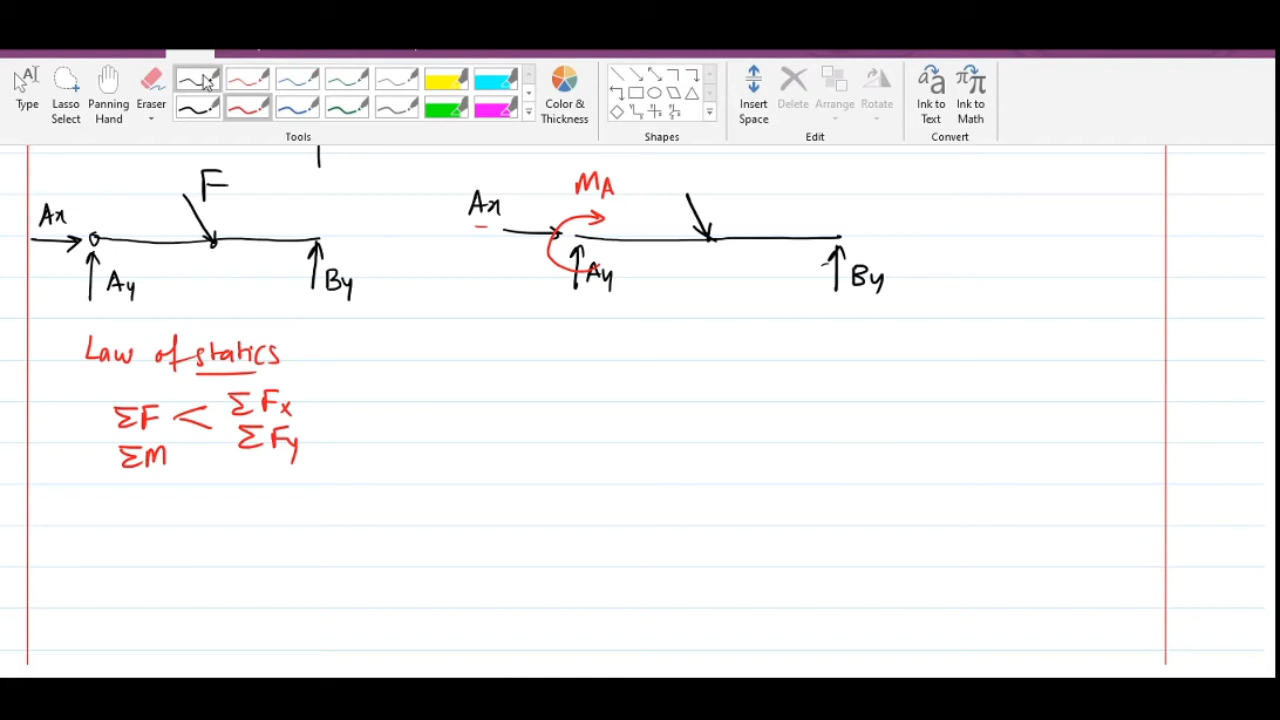 Type
Lasso Select
Panning Hand
Eraser
Color & Thickness
Insert Space
Delete
Arrange
Rotate
Ink to Text
Ink to Math
Tools
Shapes
Edit
Convert
F
Ax
Ay
By
MA
Ax
Ay
By
Law of statics
ΣF < ΣFx
ΣFy
ΣM